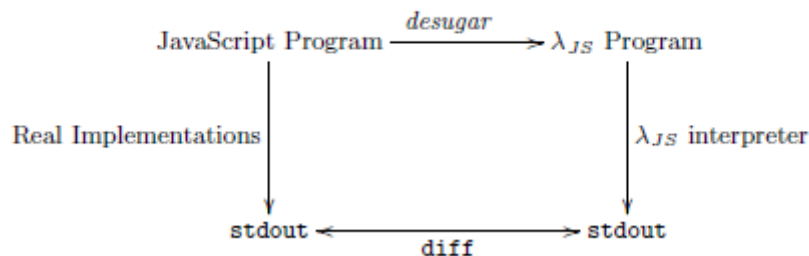 desugar
JavaScript Program λJS Program
Real Implementations λJS interpreter
stdout stdout
diff